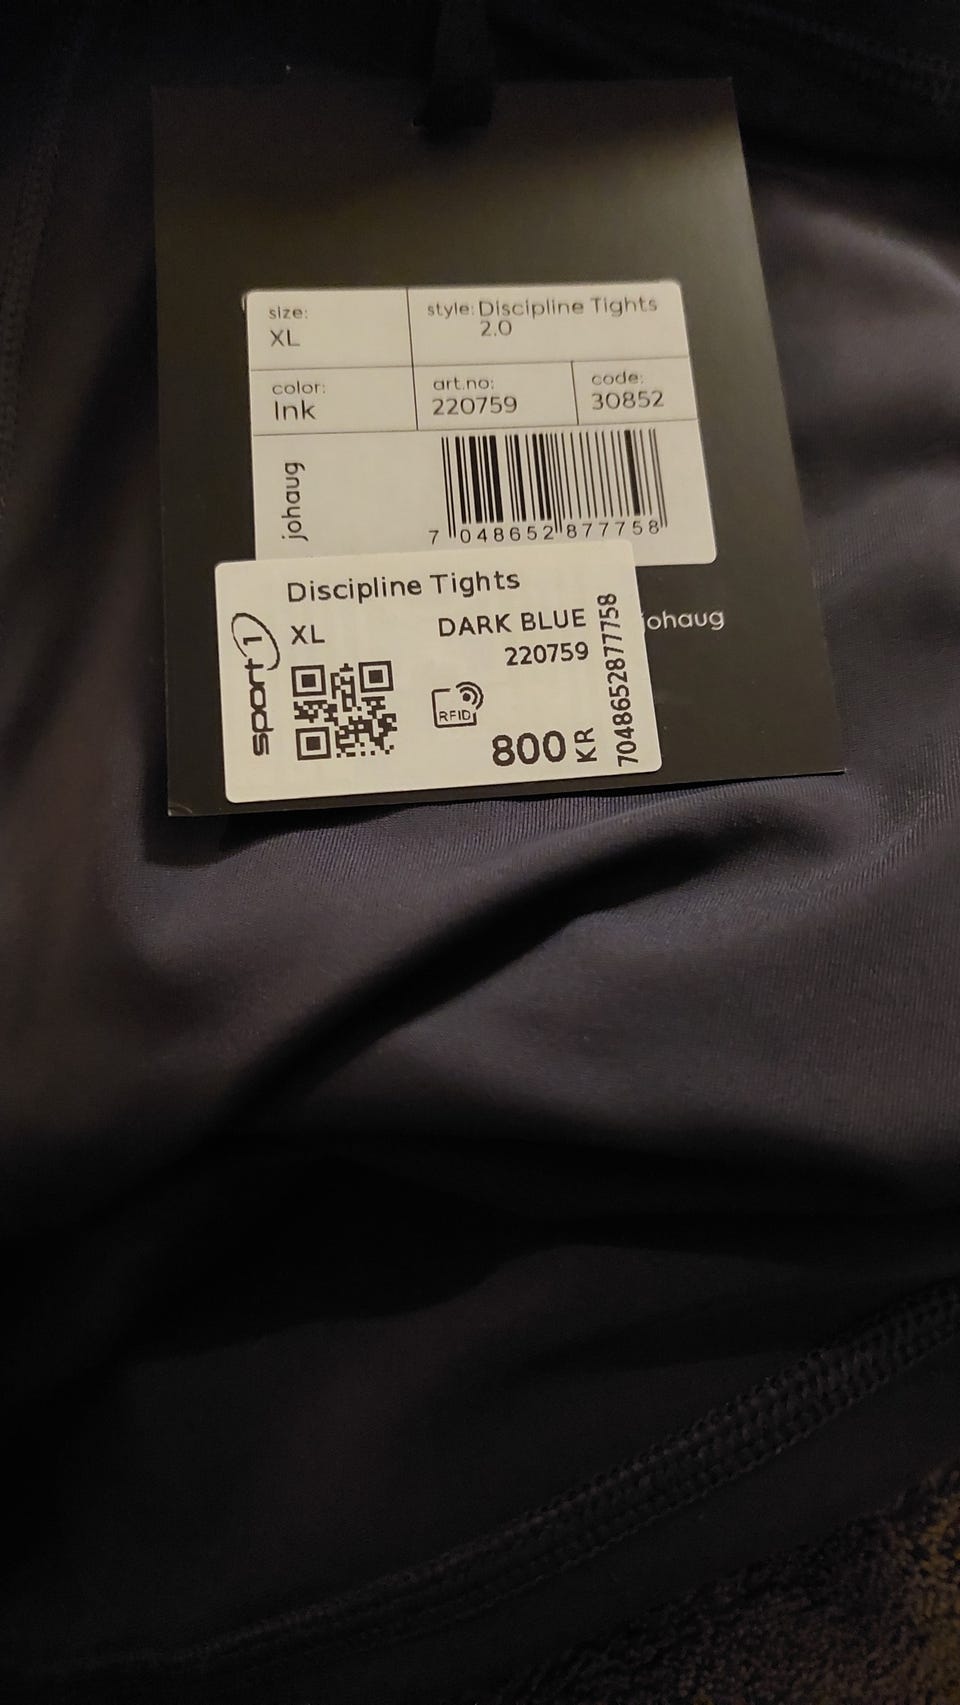 size:
XL
style: Discipline Tights
2.0
color:
Ink
art.no:
220759
code:
30852
johaug
7 048652 877758
Discipline Tights
sport1
XL
DARK BLUE
220759
RFID
800 KR
7048652877758
johaug